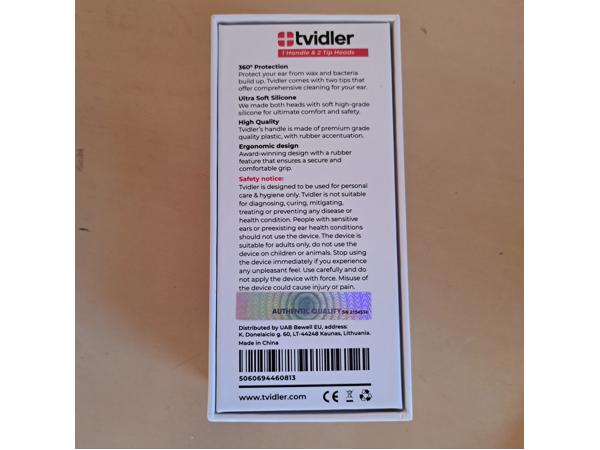 tvidler
1 Handle & 2 Tip Heads
360° Protection
Protect your ear from wax and bacteria
build up. Tvidler comes with two tips that
offer comprehensive cleaning for your ear.
Ultra Soft Silicone
We made both heads with soft high-grade
silicone for ultimate comfort and safety.
High Quality
Tvidler's handle is made of premium grade
quality plastic, with rubber accentuation.
Ergonomic design
Award-winning design with a rubber
feature that ensures a secure and
comfortable grip.
Safety notice:
Tvidler is designed to be used for personal
care & hygiene only. Tvidler is not suitable
for diagnosing, curing, mitigating,
treating or preventing any disease or
health condition. People with sensitive
ears or preexisting ear health conditions
should not use the device. The device is
suitable for adults only, do not use the
device on children or animals. Stop using
the device immediately if you experience
any unpleasant feel. Use carefully and do
not apply the device with force. Misuse of
the device could cause injury or pain.
AUTHENTIC QUALITY SN 2154536
Distributed by UAB Bewell EU, address:
K. Donelaicio g. 60, LT-44248 Kaunas, Lithuania.
Made in China
5060694460813
www.tvidler.com CE